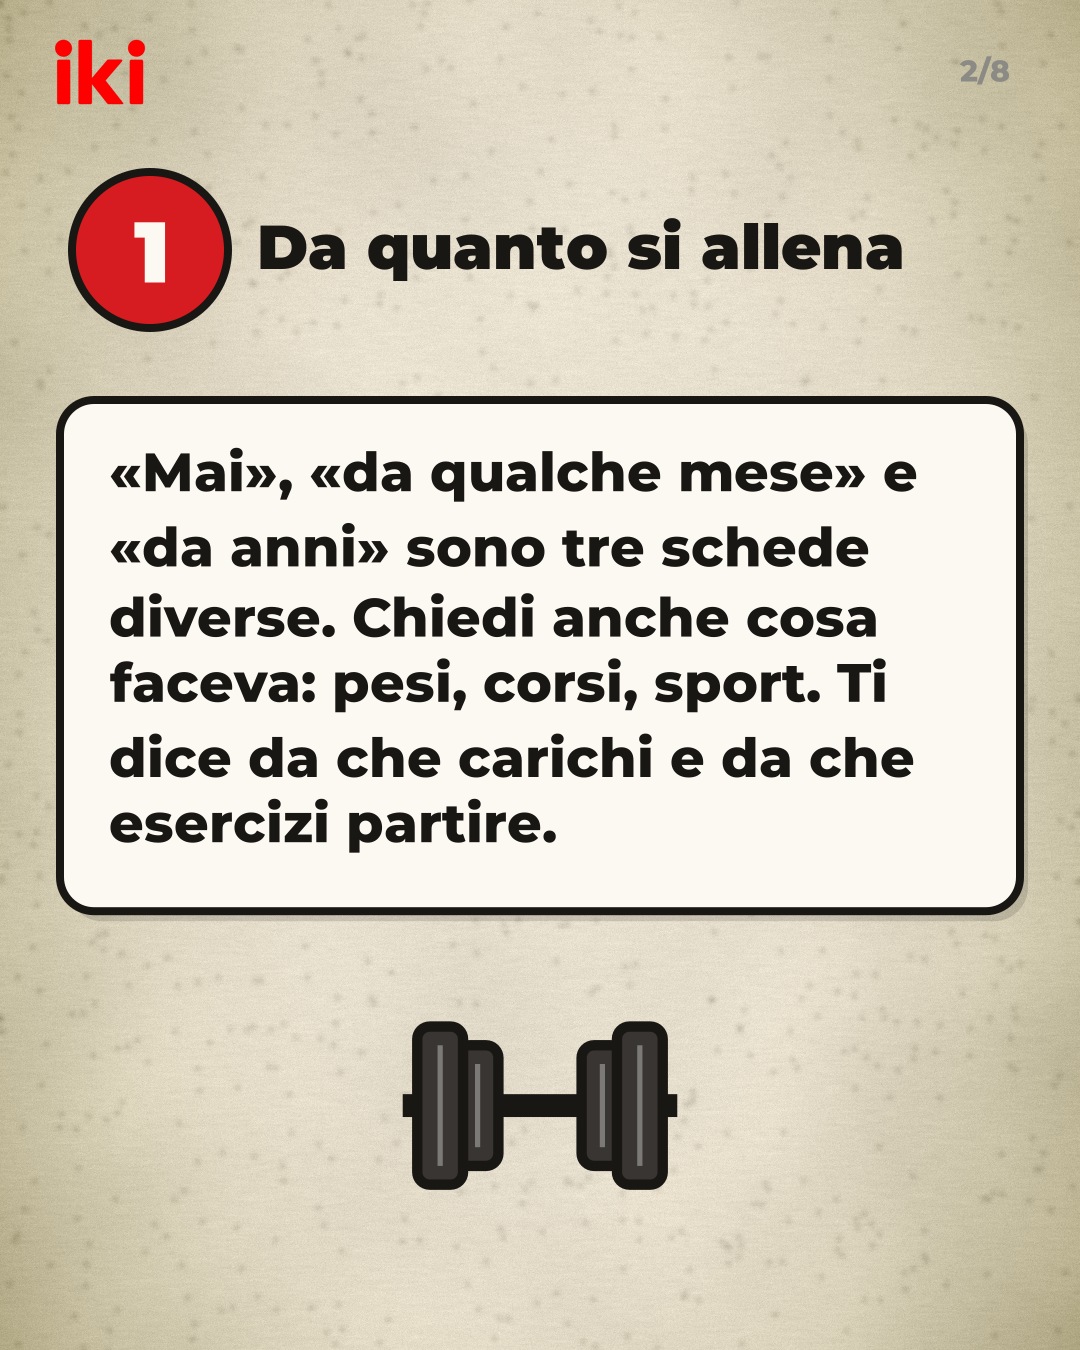 iki
2/8
1
Da quanto si allena
«Mai», «da qualche mese» e
«da anni» sono tre schede
diverse. Chiedi anche cosa
faceva: pesi, corsi, sport. Ti
dice da che carichi e da che
esercizi partire.